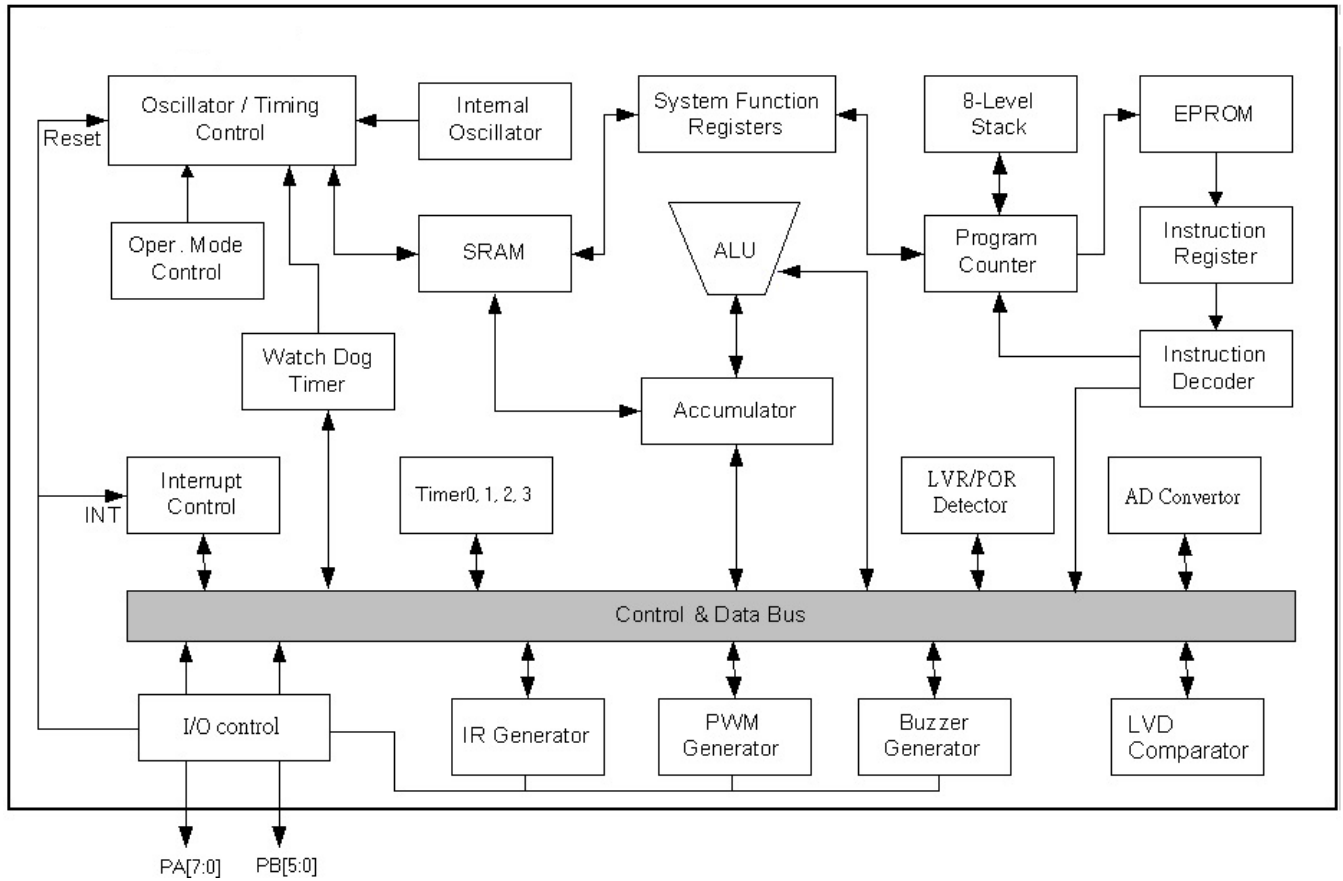 Oscillator / Timing
Control
Internal
Oscillator
System Function
Registers
8-Level
Stack
EPROM
Reset
Oper. Mode
Control
SRAM
ALU
Program
Counter
Instruction
Register
Watch Dog
Timer
Accumulator
Instruction
Decoder
Interrupt
Control
INT
Timer0, 1, 2, 3
LVR/POR
Detector
AD Convertor
Control & Data Bus
I/O control
IR Generator
PWM
Generator
Buzzer
Generator
LVD
Comparator
PA[7:0]
PB[5:0]